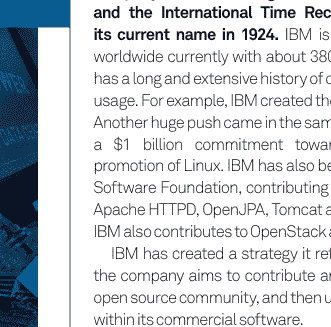 and the International Time Rec
its current name in 1924. IBM is
worldwide currently with about 380
has a long and extensive history of o
usage. For example, IBM created the
Another huge push came in the sam
a $1 billion commitment towar
promotion of Linux. IBM has also be
Software Foundation, contributing
Apache HTTPD, OpenJPA, Tomcat a
IBM also contributes to OpenStack a
IBM has created a strategy it ref
the company aims to contribute an
open source community, and then u
within its commercial software.